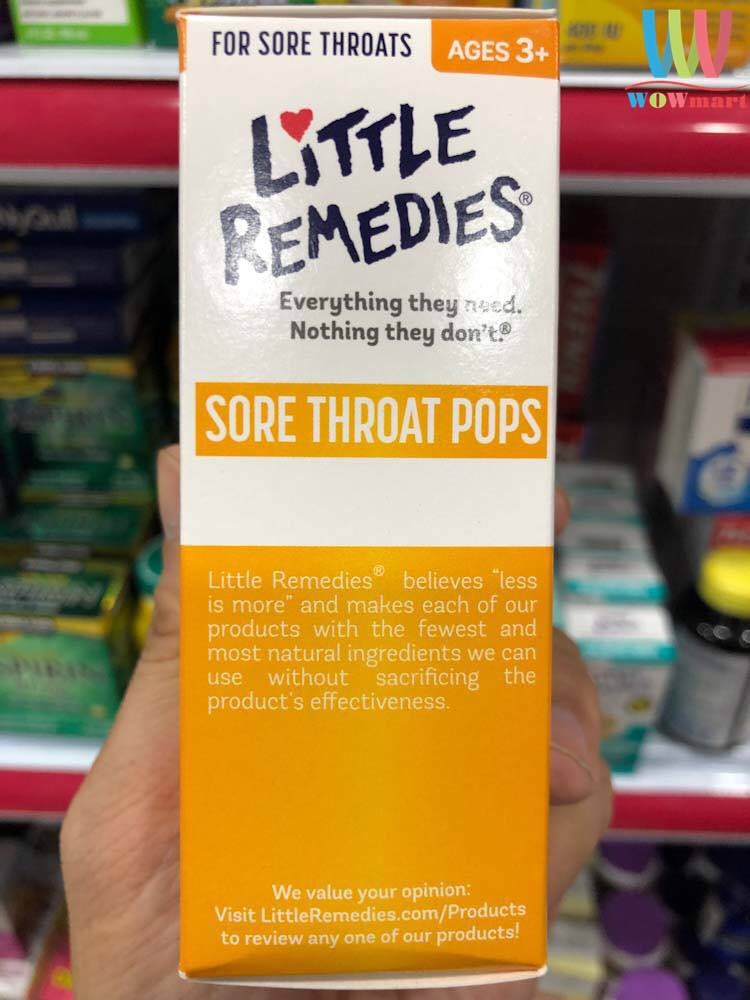 FOR SORE THROATS
AGES 3+
WOWmart
LiTTLE
REMEDiES®
Everything they need.
Nothing they don't.®
SORE THROAT POPS
Little Remedies® believes "less
is more" and makes each of our
products with the fewest and
most natural ingredients we can
use without sacrificing the
product's effectiveness.
We value your opinion:
Visit LittleRemedies.com/Products
to review any one of our products!